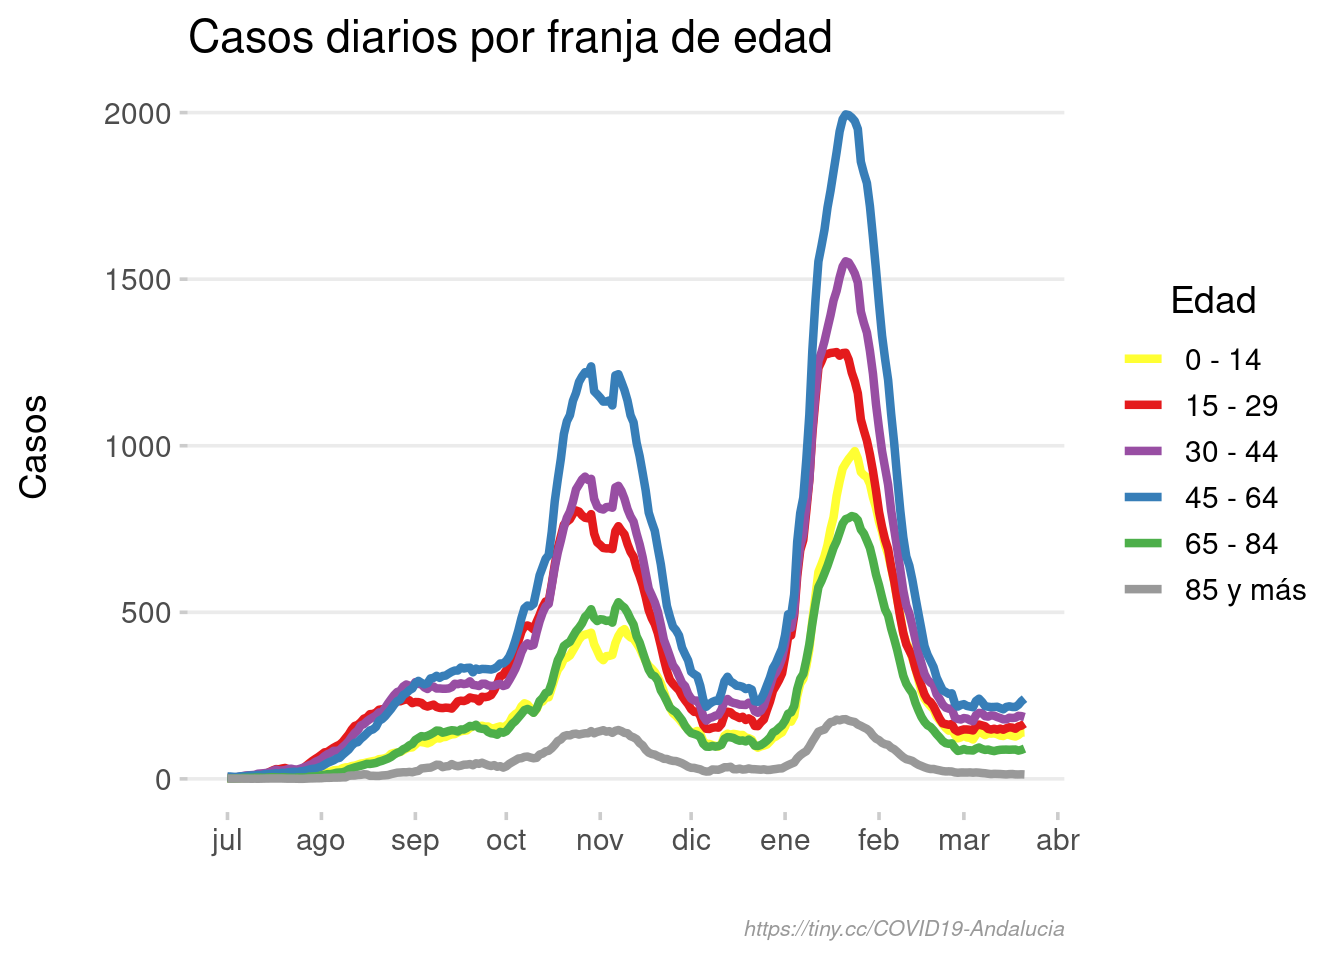 Casos diarios por franja de edad
Casos
2000
1500
1000
500
0
jul ago sep oct nov dic ene feb mar abr
Edad
0 - 14
15 - 29
30 - 44
45 - 64
65 - 84
85 y más
https://tiny.cc/COVID19-Andalucia